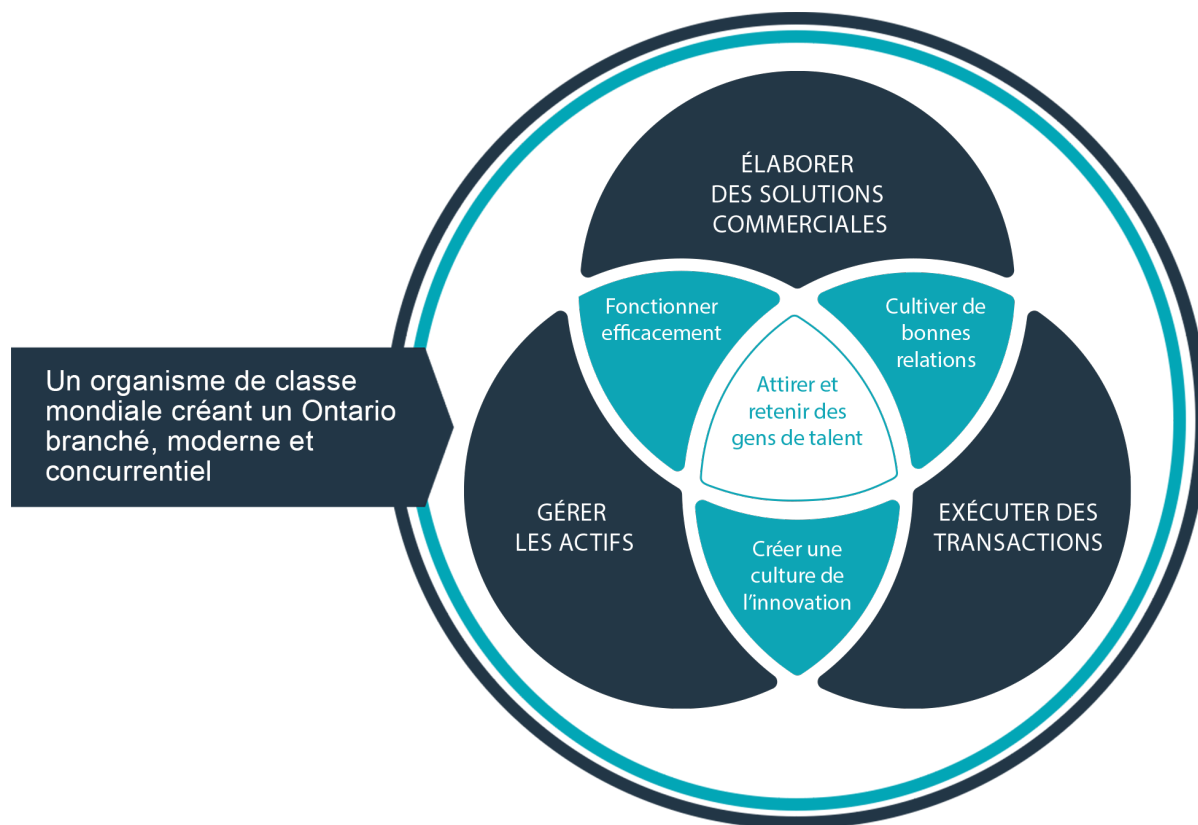 ÉLABORER
DES SOLUTIONS
COMMERCIALES
Fonctionner
efficacement
Cultiver de
bonnes
relations
Attirer et
retenir des
gens de talent
Un organisme de classe
mondiale créant un Ontario
branché, moderne et
concurrentiel
GÉRER
LES ACTIFS
EXÉCUTER DES
TRANSACTIONS
Créer une
culture de
l’innovation